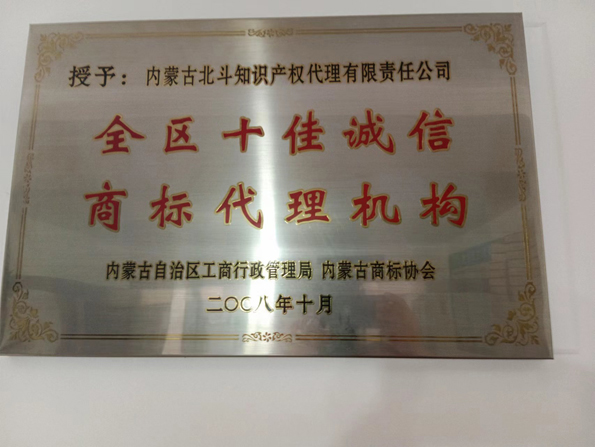 授予：内蒙古北斗知识产权代理有限责任公司
全区十佳诚信
商标代理机构
内蒙古自治区工商行政管理局 内蒙古商标协会
二〇〇八年十月